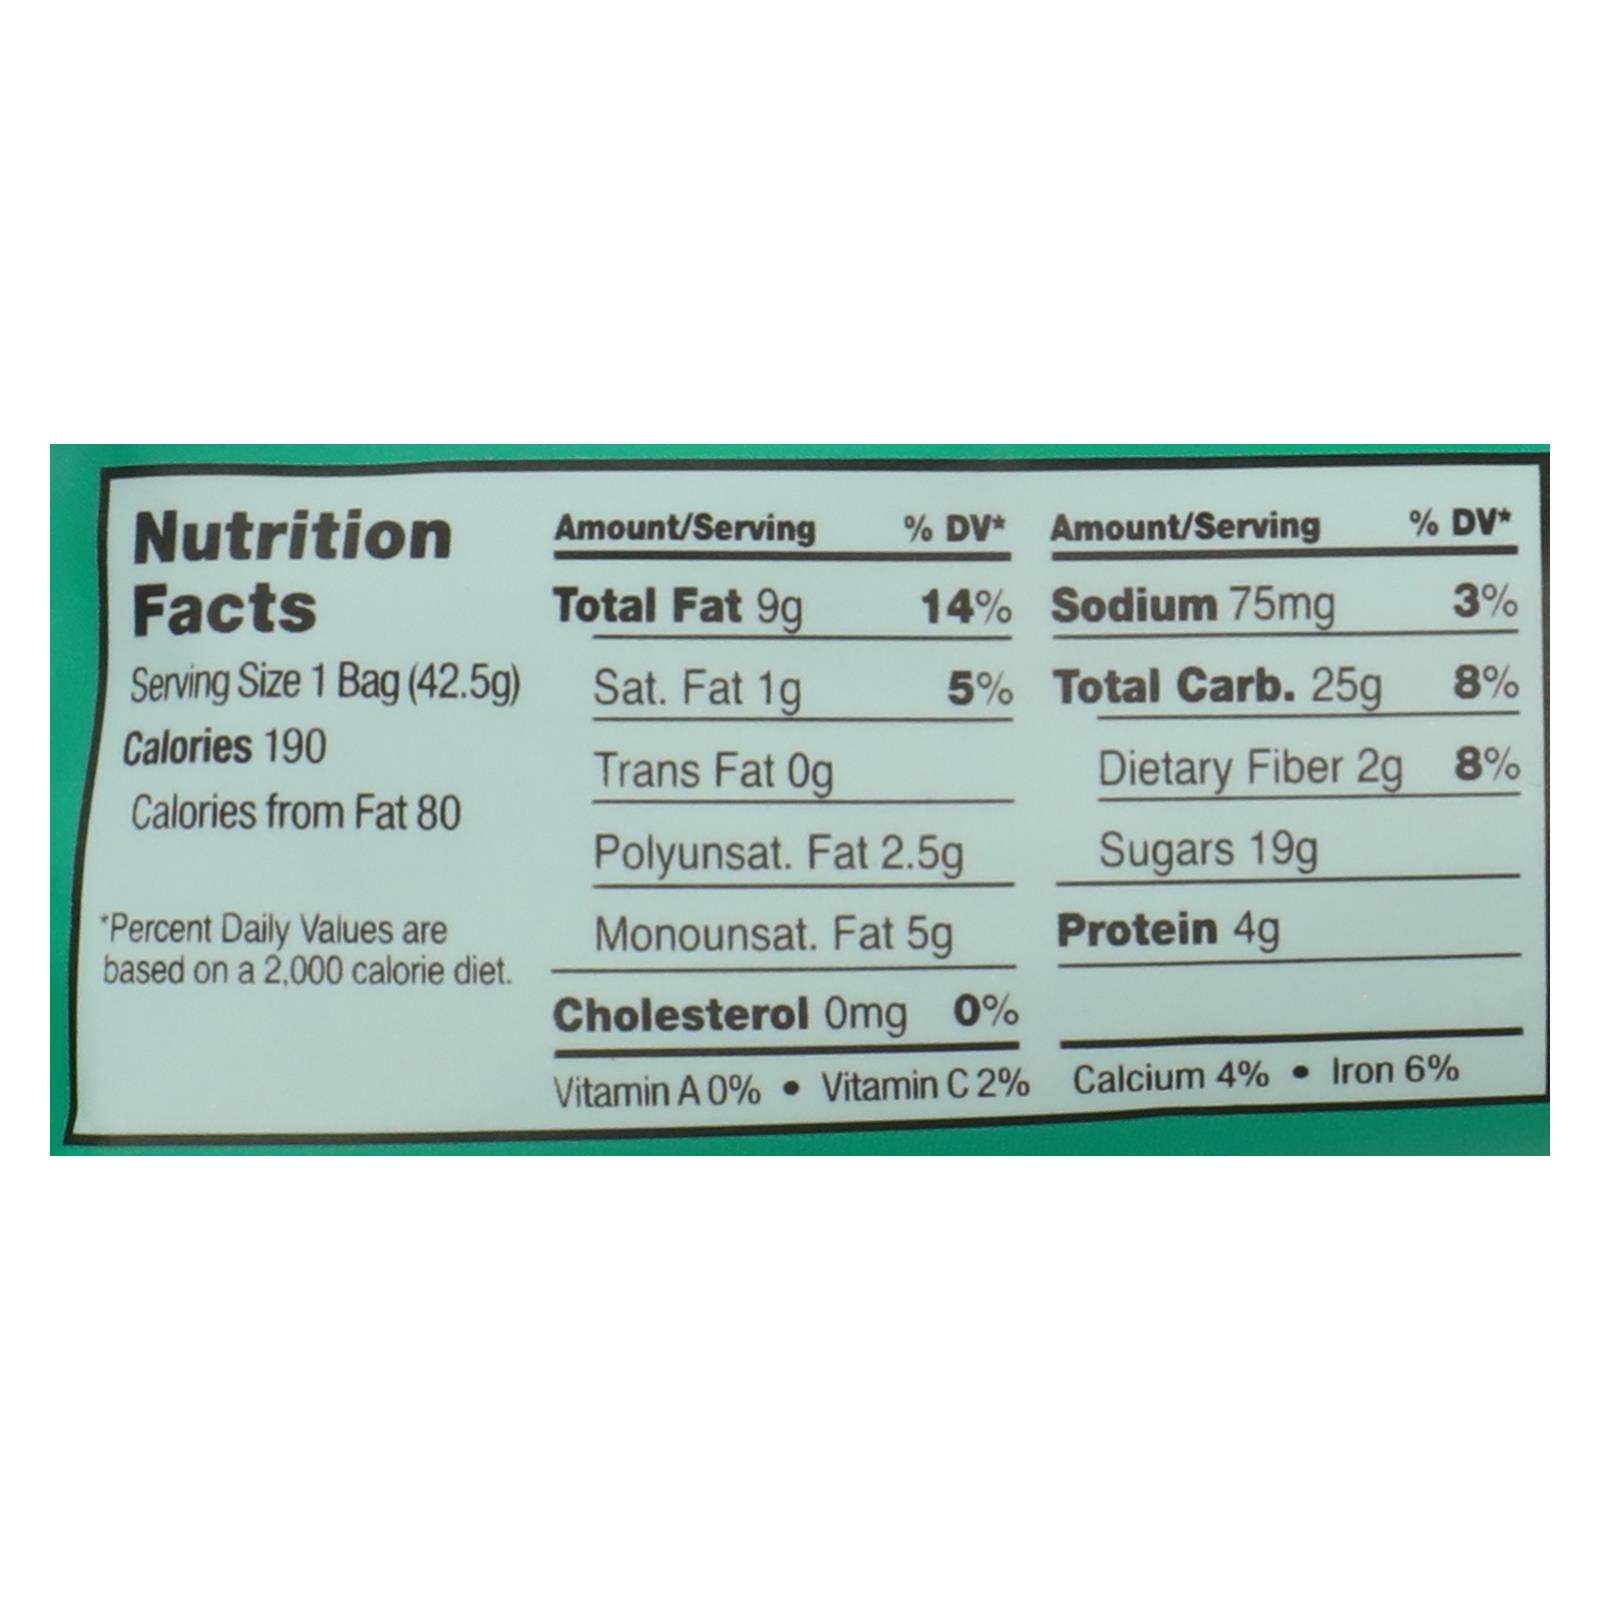 Nutrition
Facts
Serving Size 1 Bag (42.5g)
Calories 190
Calories from Fat 80
*Percent Daily Values are
based on a 2,000 calorie diet.
Amount/Serving % DV*
Total Fat 9g 14%
Sat. Fat 1g 5%
Trans Fat 0g
Polyunsat. Fat 2.5g
Monounsat. Fat 5g
Cholesterol 0mg 0%
Vitamin A 0% • Vitamin C 2%
Amount/Serving % DV*
Sodium 75mg 3%
Total Carb. 25g 8%
Dietary Fiber 2g 8%
Sugars 19g
Protein 4g
Calcium 4% • Iron 6%